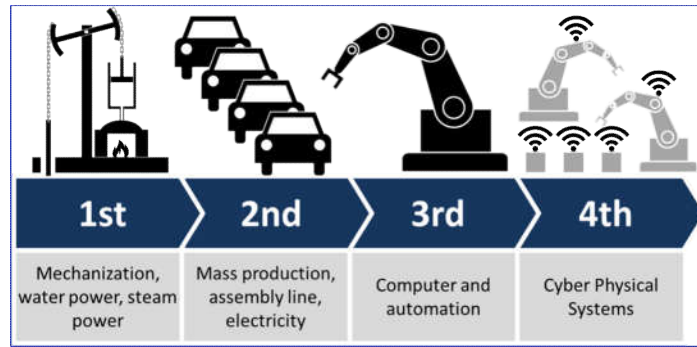 1st
2nd
3rd
4th
Mechanization,
water power, steam
power
Mass production,
assembly line,
electricity
Computer and
automation
Cyber Physical
Systems